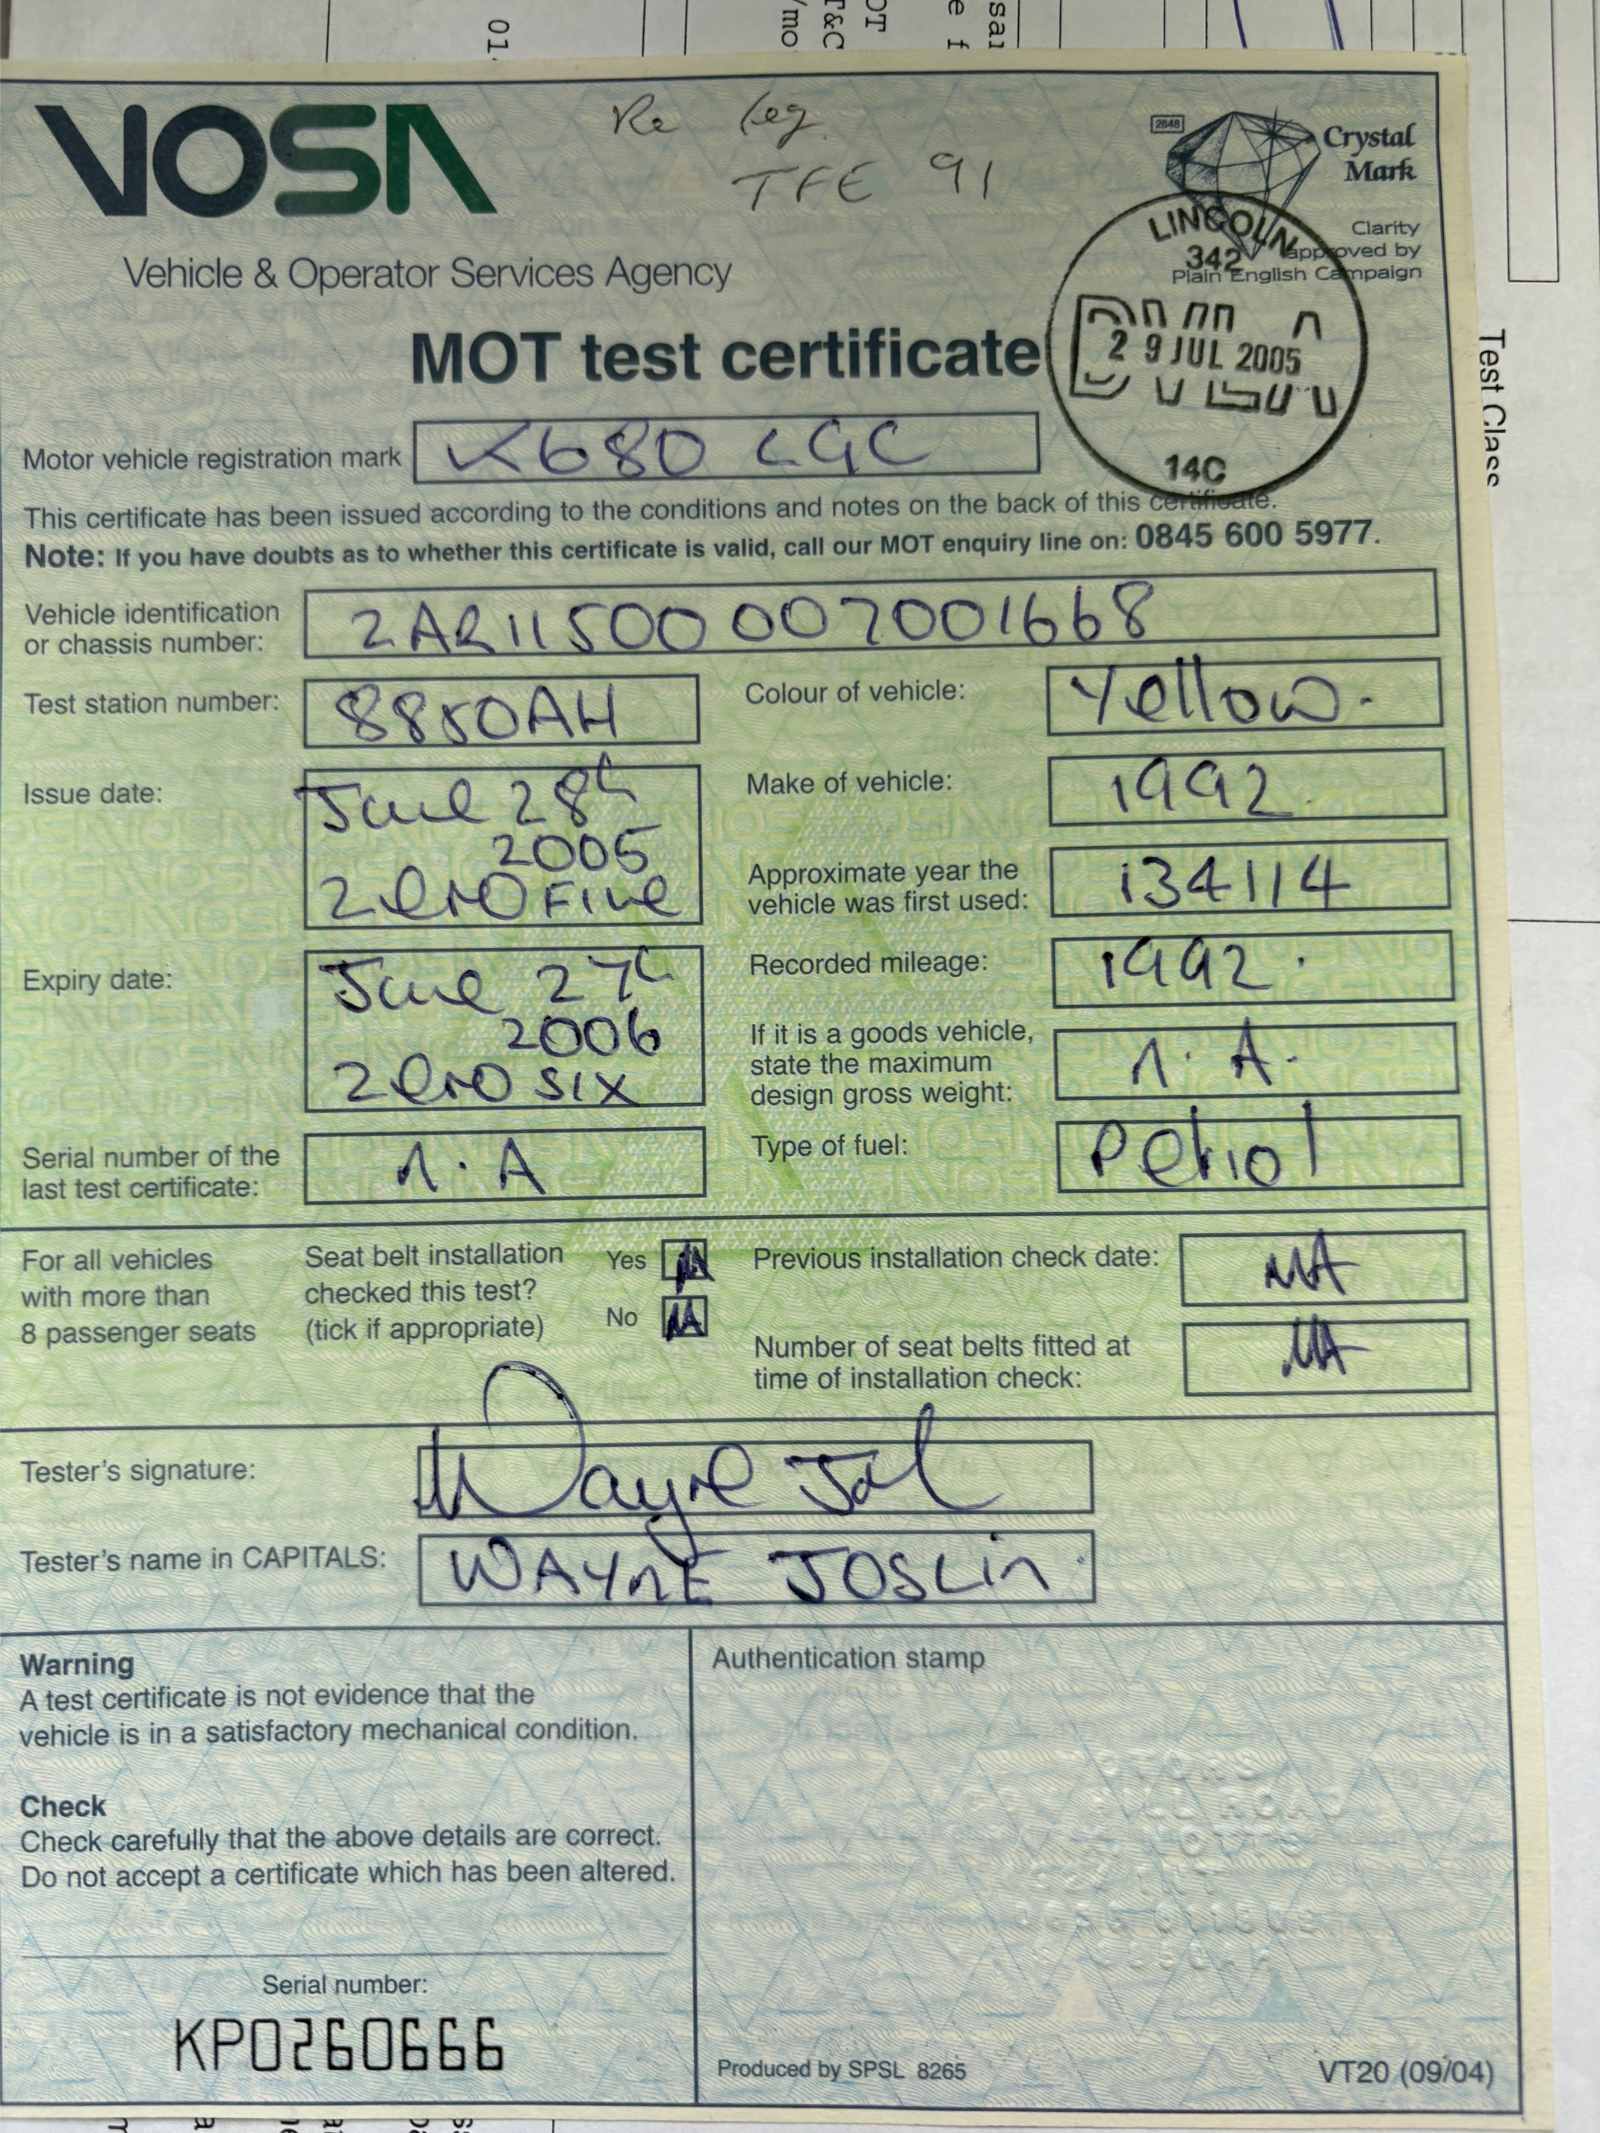 01
/mo
T&C
OT
e f
sai
VOSA
Re Reg
TFE 91
2848
Crystal
Mark
Clarity
approved by
Plain English Campaign
Vehicle & Operator Services Agency
LINCOLN
342
29 JUL 2005
14C
MOT test certificate
Test Class
Motor vehicle registration mark K680 LGC
This certificate has been issued according to the conditions and notes on the back of this certificate.
Note: If you have doubts as to whether this certificate is valid, call our MOT enquiry line on: 0845 600 5977.
Vehicle identification
or chassis number: ZAR11500007001668
Test station number: 8850AH
Colour of vehicle: Yellow.
Issue date: June 28th
2005
Zero Five
Make of vehicle: 1992.
Approximate year the
vehicle was first used: 134114
Expiry date: June 27th
2006
Zero SIX
Recorded mileage: 1992.
If it is a goods vehicle,
state the maximum
design gross weight: n. A.
Serial number of the
last test certificate: n. A
Type of fuel: Petrol
For all vehicles
with more than
8 passenger seats
Seat belt installation
checked this test?
(tick if appropriate)
Yes NA
No NA
Previous installation check date: NA
Number of seat belts fitted at
time of installation check: NA
Tester's signature: Wayne Jol
Tester's name in CAPITALS: WAYNE JOSLIN.
Warning
A test certificate is not evidence that the
vehicle is in a satisfactory mechanical condition.
Check
Check carefully that the above details are correct.
Do not accept a certificate which has been altered.
Serial number:
KP0260666
Authentication stamp
Produced by SPSL 8265
VT20 (09/04)